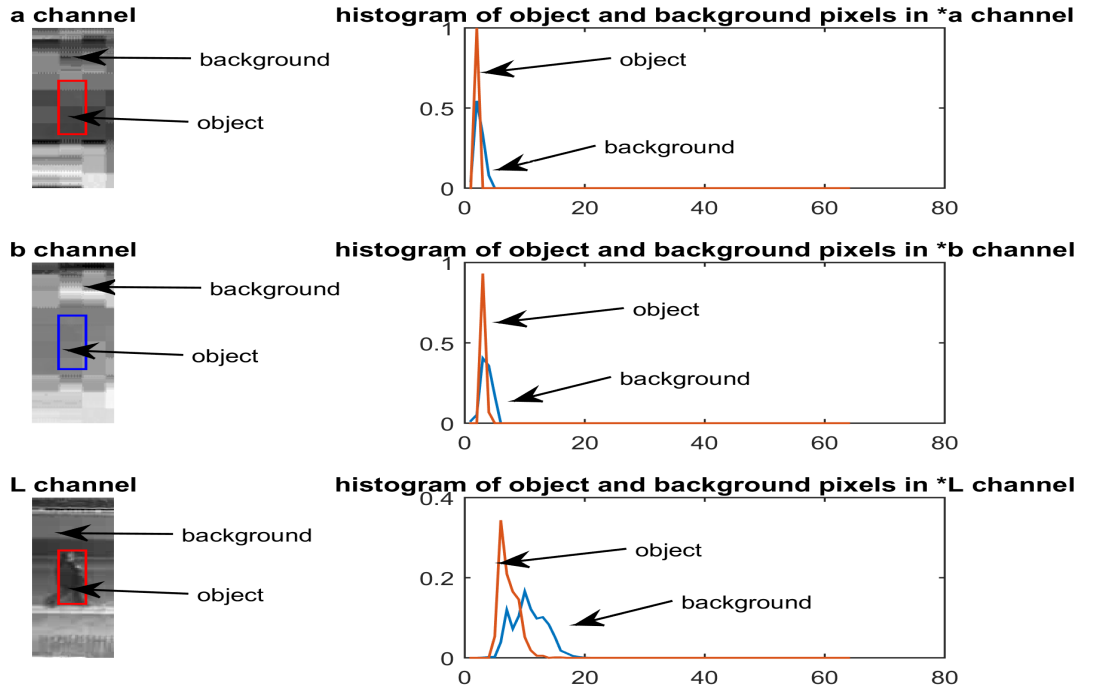 a channel
histogram of object and background pixels in *a channel
background
object
object
background
1
0.5
0
0 20 40 60 80
b channel
histogram of object and background pixels in *b channel
background
object
object
background
1
0.5
0
0 20 40 60 80
L channel
histogram of object and background pixels in *L channel
background
object
object
background
0.4
0.2
0
0 20 40 60 80